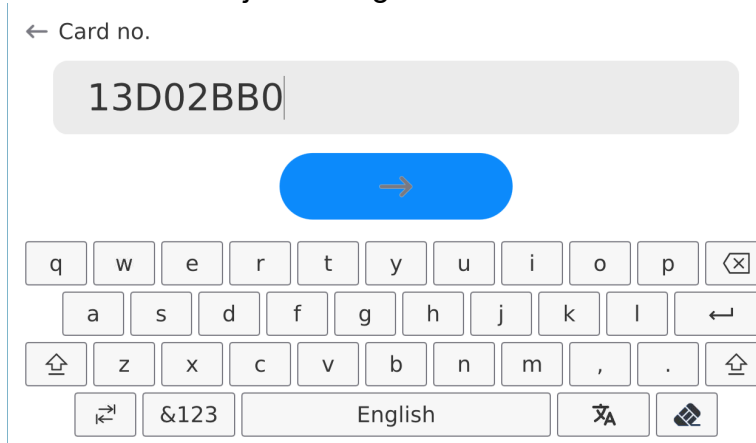 Card no.
13D02BB0
q w e r t y u i o p
a s d f g h j k l
z x c v b n m , .
&123 English